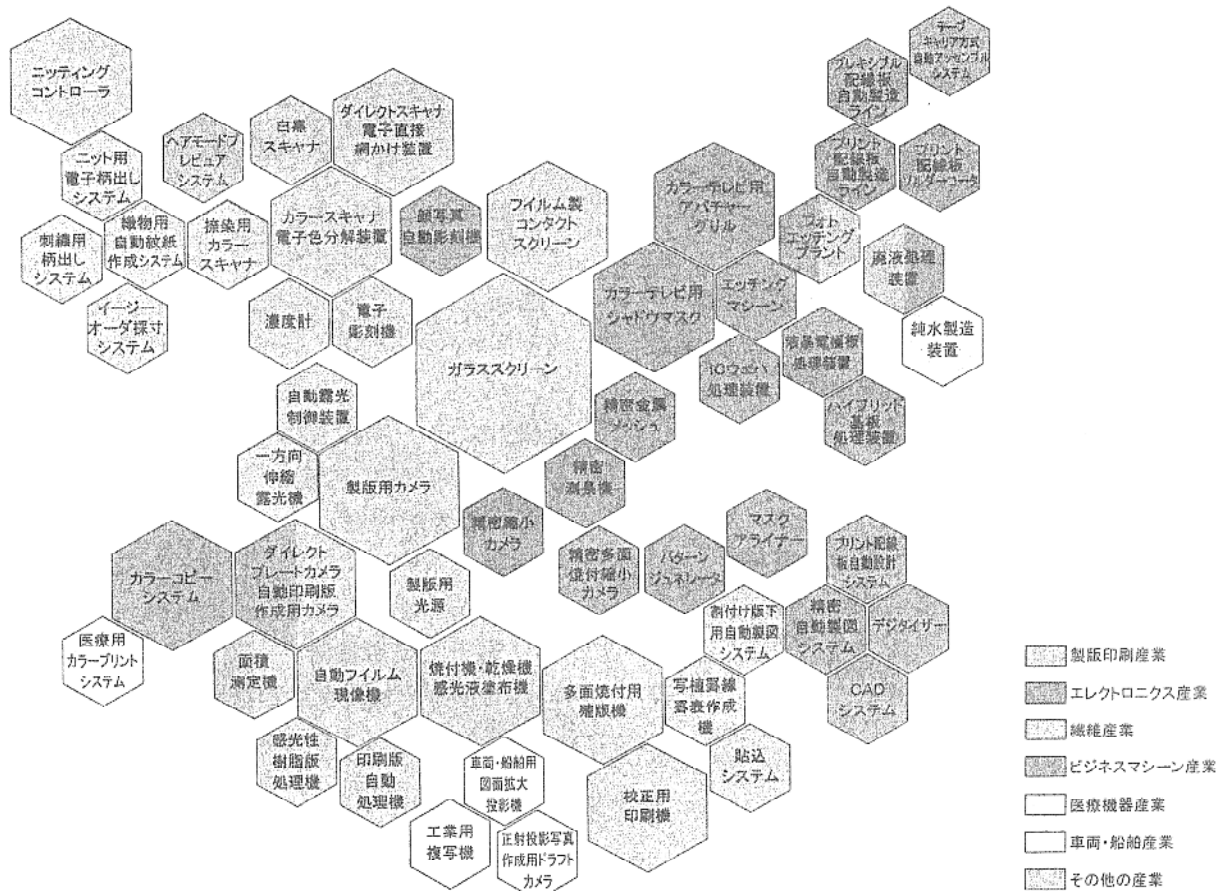 ニッティング
コントローラ
ニット用
電子柄出し
システム
刺繍用
柄出し
システム
織物用
自動紋紙
作成システム
イージー
オーダ採寸
システム
捺染用
カラー
スキャナ
ヘアモードプ
レビュア
システム
白黒
スキャナ
ダイレクトスキャナ
電子直接
網かけ装置
カラースキャナ
電子色分解装置
顔写真
自動彫刻機
濃度計
電子
彫刻機
フイルム製
コンタクト
スクリーン
ガラススクリーン
カラーテレビ用
アパチャー
グリル
カラーテレビ用
シャドウマスク
エッチング
マシーン
フォト
エッチング
プラント
プリント
配線板
自動製造
ライン
フレキシブル
配線板
自動製造
ライン
テープ
キャリア方式
自動アッセンブル
システム
プリント
配線板
ソルダーコータ
廃液処理
装置
純水製造
装置
液晶電極板
処理装置
ICウェハ
処理装置
ハイブリッド
基板
処理装置
精密金属
メッシュ
精密
測長機
自動露光
制御装置
一方向
伸縮
露光機
製版用カメラ
精密縮小
カメラ
精密多面
焼付縮小
カメラ
パターン
ジェネレータ
マスク
アライナー
プリント配線
板自動設計
システム
カラーコピー
システム
ダイレクト
プレートカメラ
自動印刷版
作成用カメラ
製版用
光源
割付け版下
用自動製図
システム
精密
自動製図
システム
デジタイザー
CAD
システム
医療用
カラープリント
システム
面積
測定機
自動フイルム
現像機
焼付機・乾燥機
感光液塗布機
多面焼付用
殖版機
写植罫線
罫表作成
機
貼込
システム
感光性
樹脂版
処理機
印刷版
自動
処理機
車両・船舶用
図面拡大
投影機
校正用
印刷機
工業用
複写機
正射投影写真
作成用ドラフト
カメラ
製版印刷産業
エレクトロニクス産業
繊維産業
ビジネスマシーン産業
医療機器産業
車両・船舶産業
その他の産業